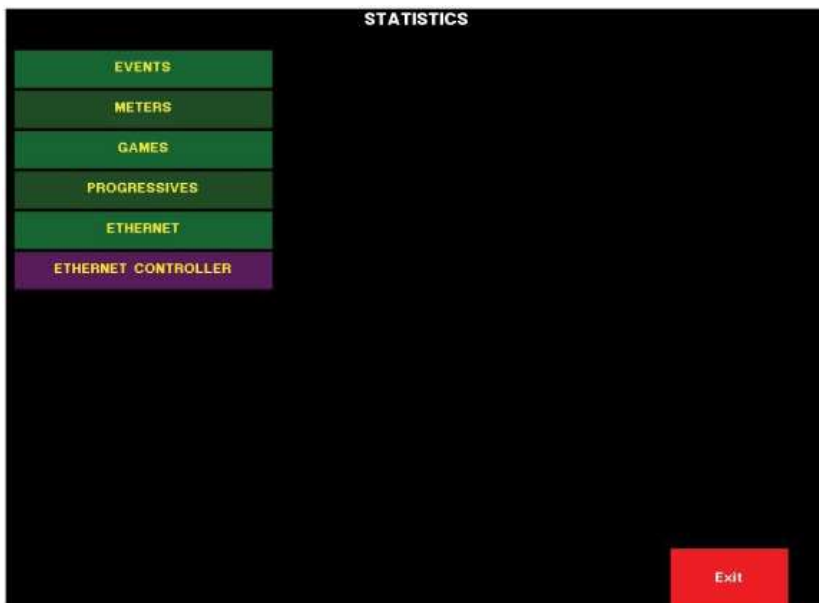 STATISTICS
EVENTS
METERS
GAMES
PROGRESSIVES
ETHERNET
ETHERNET CONTROLLER
Exit